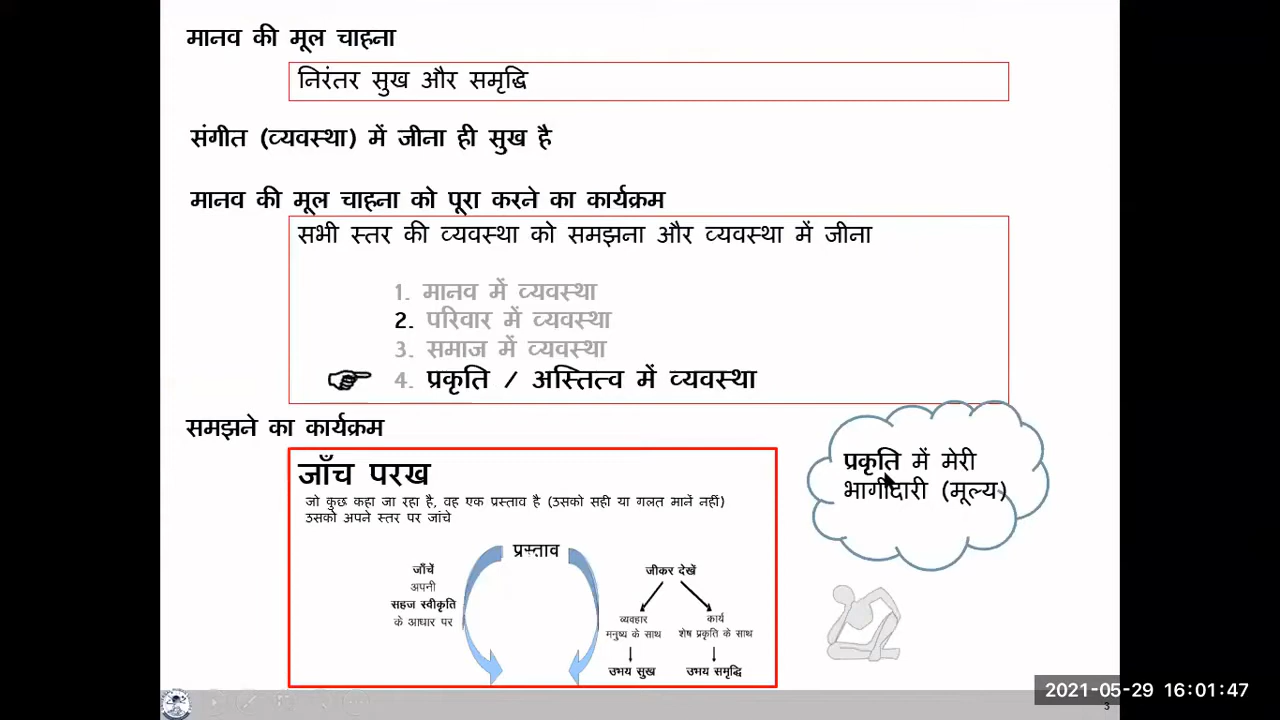 मानव की मूल चाहना
निरंतर सुख और समृद्धि
संगीत (व्यवस्था) में जीना ही सुख है
मानव की मूल चाहना को पूरा करने का कार्यक्रम
सभी स्तर की व्यवस्था को समझना और व्यवस्था में जीना
1. मानव में व्यवस्था
2. परिवार में व्यवस्था
3. समाज में व्यवस्था
4. प्रकृति / अस्तित्व में व्यवस्था
समझने का कार्यक्रम
जाँच परख
जो कुछ कहा जा रहा है, वह एक प्रस्ताव है (उसको सही या गलत मानें नहीं)
उसको अपने स्तर पर जांचे
प्रस्ताव
जाँचें
अपनी
सहज स्वीकृति
के आधार पर
जीकर देखें
व्यवहार
मनुष्य के साथ
उभय सुख
कार्य
शेष प्रकृति के साथ
उभय समृद्धि
प्रकृति में मेरी
भागीदारी (मूल्य)
2021-05-29 16:01:47
3